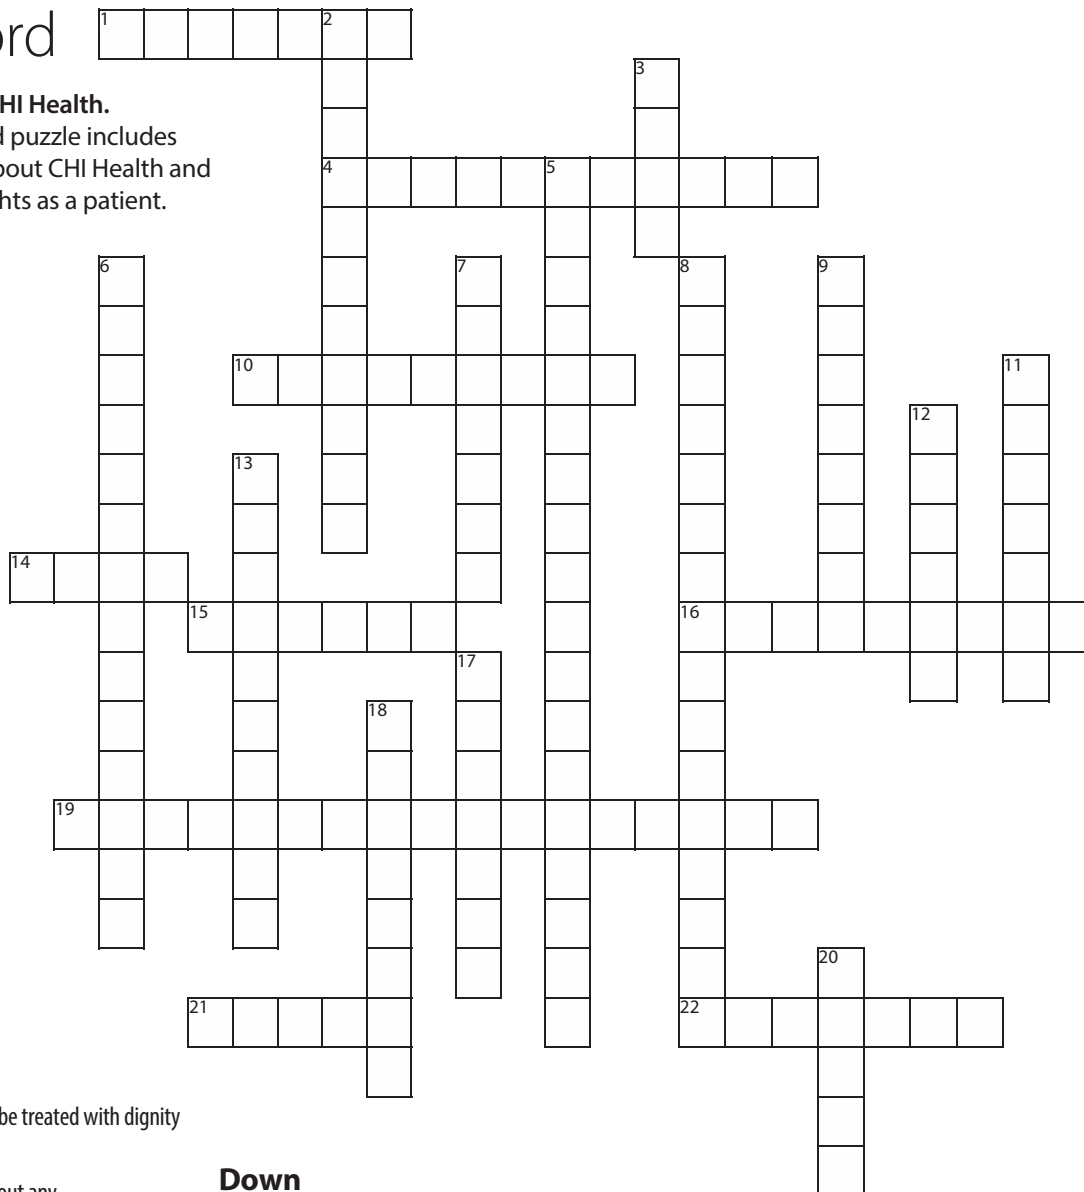 ord
1 2
3
HI Health.
d puzzle includes
bout CHI Health and
hts as a patient.
4 5
6 7 8 9
10 11
12
13
14
15 16
17
18
19
20
21 22
be treated with dignity
Down
out any